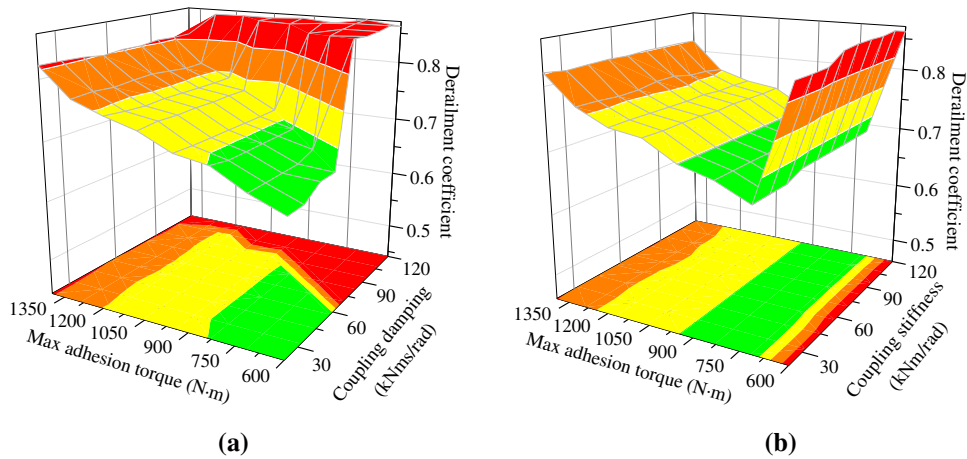 0.8
0.7
0.6
0.5
Derailment coefficient
1350
1200
1050
900
750
600
Max adhesion torque (N·m)
30
60
90
120
Coupling damping
(kNms/rad)
(a)
0.8
0.7
0.6
0.5
Derailment coefficient
1350
1200
1050
900
750
600
Max adhesion torque (N·m)
30
60
90
120
Coupling stiffness
(kNm/rad)
(b)